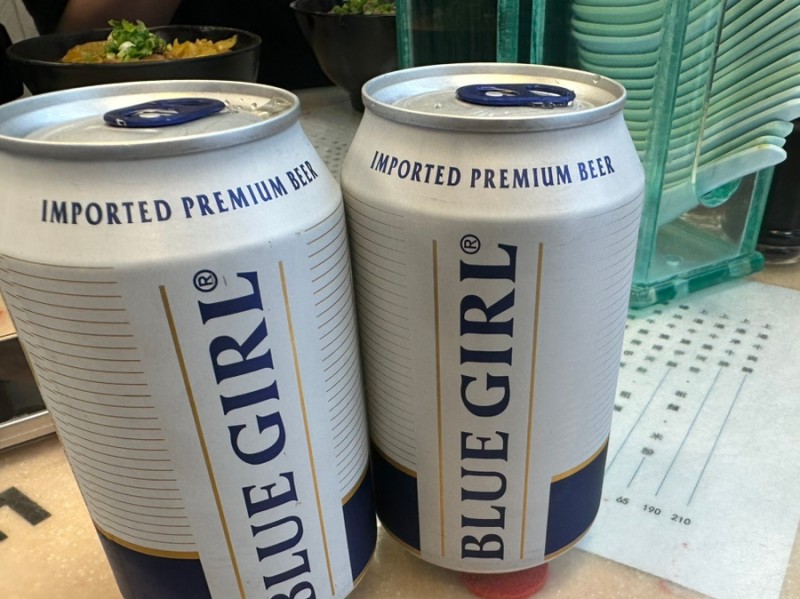 IMPORTED PREMIUM BEER
BLUE GIRL®
IMPORTED PREMIUM BEER
BLUE GIRL®
65 190 210